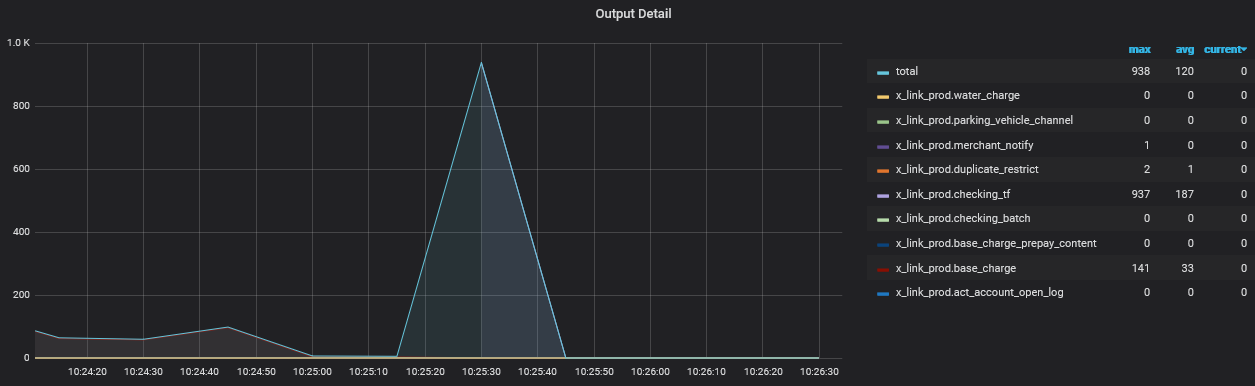 Output Detail
1.0 K
800
600
400
200
0
10:24:20 10:24:30 10:24:40 10:24:50 10:25:00 10:25:10 10:25:20 10:25:30 10:25:40 10:25:50 10:26:00 10:26:10 10:26:20 10:26:30
max avg current
total 938 120 0
x_link_prod.water_charge 0 0 0
x_link_prod.parking_vehicle_channel 0 0 0
x_link_prod.merchant_notify 1 0 0
x_link_prod.duplicate_restrict 2 1 0
x_link_prod.checking_tf 937 187 0
x_link_prod.checking_batch 0 0 0
x_link_prod.base_charge_prepay_content 0 0 0
x_link_prod.base_charge 141 33 0
x_link_prod.act_account_open_log 0 0 0